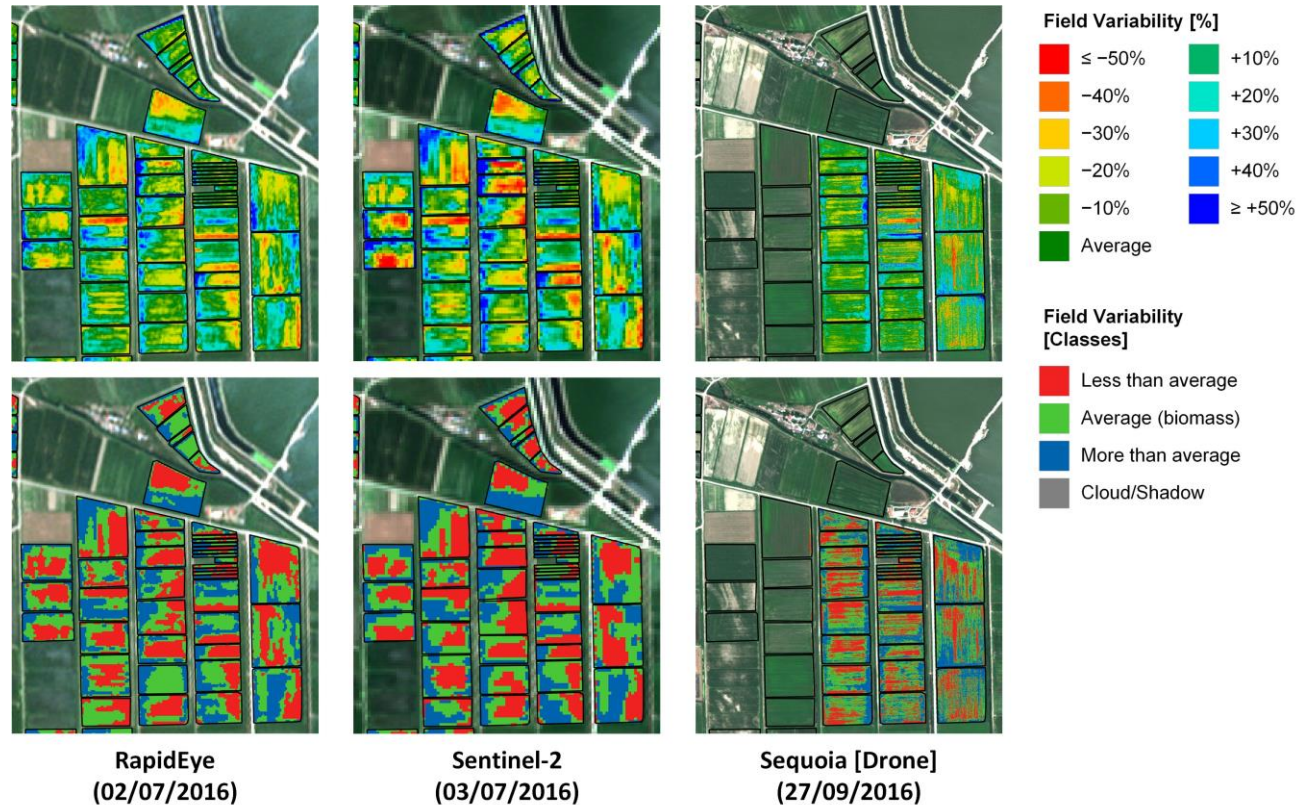 Field Variability [%]
≤ −50%
−40%
−30%
−20%
−10%
Average
+10%
+20%
+30%
+40%
≥ +50%
Field Variability
[Classes]
Less than average
Average (biomass)
More than average
Cloud/Shadow
RapidEye
(02/07/2016)
Sentinel-2
(03/07/2016)
Sequoia [Drone]
(27/09/2016)